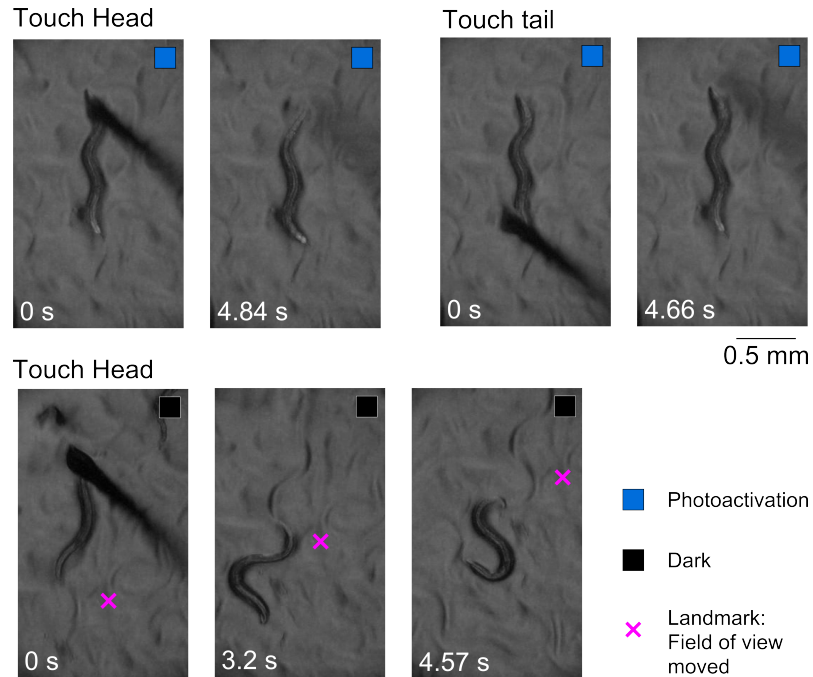 Touch Head
Touch tail
0 s
4.84 s
0 s
4.66 s
0.5 mm
Touch Head
0 s
3.2 s
4.57 s
Photoactivation
Dark
Landmark:
Field of view
moved